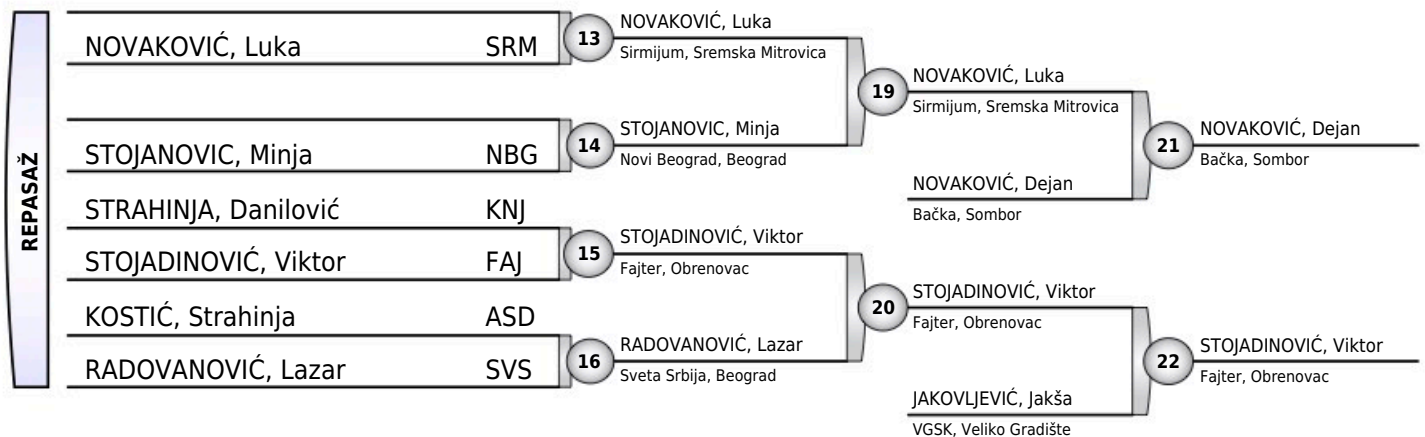 REPASAŽ
NOVAKOVIĆ, Luka SRM
STOJANOVIC, Minja NBG
STRAHINJA, Danilović KNJ
STOJADINOVIĆ, Viktor FAJ
KOSTIĆ, Strahinja ASD
RADOVANOVIĆ, Lazar SVS
13
NOVAKOVIĆ, Luka
Sirmijum, Sremska Mitrovica
14
STOJANOVIC, Minja
Novi Beograd, Beograd
15
STOJADINOVIĆ, Viktor
Fajter, Obrenovac
16
RADOVANOVIĆ, Lazar
Sveta Srbija, Beograd
19
NOVAKOVIĆ, Luka
Sirmijum, Sremska Mitrovica
NOVAKOVIĆ, Dejan
Bačka, Sombor
20
STOJADINOVIĆ, Viktor
Fajter, Obrenovac
JAKOVLJEVIĆ, Jakša
VGSK, Veliko Gradište
21
NOVAKOVIĆ, Dejan
Bačka, Sombor
22
STOJADINOVIĆ, Viktor
Fajter, Obrenovac